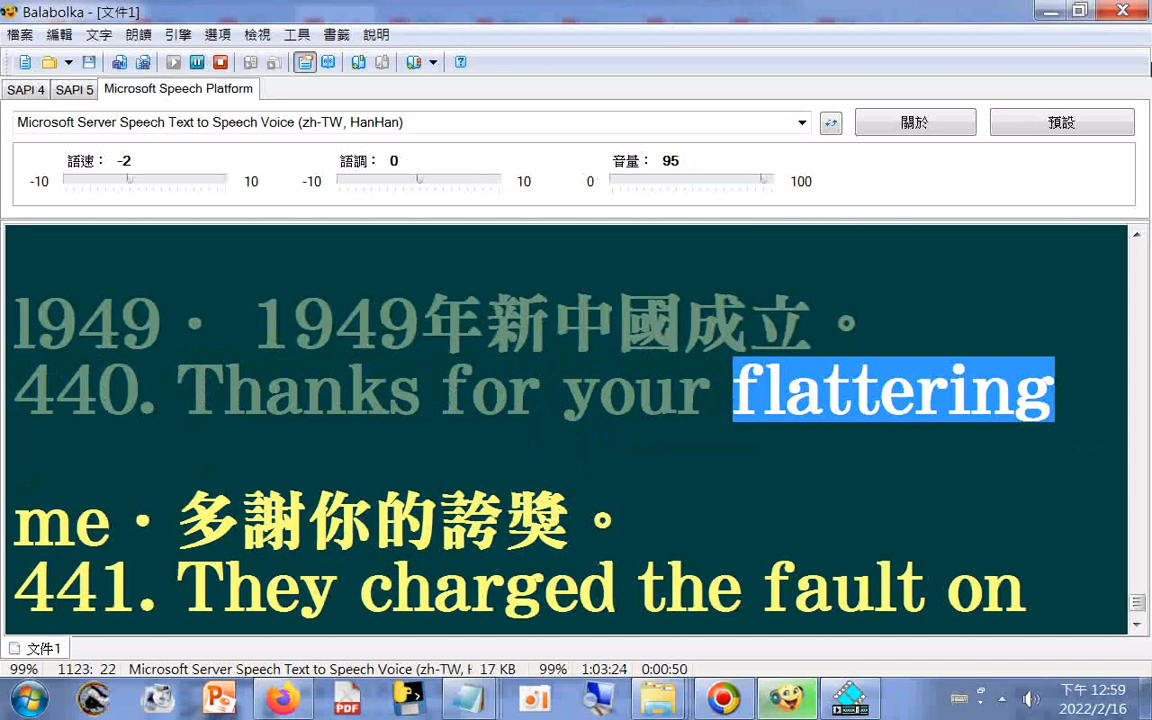 Balabolka - [文件1]
檔案 編輯 文字 朗讀 引擎 選項 檢視 工具 書籤 說明
SAPI 4 SAPI 5 Microsoft Speech Platform
Microsoft Server Speech Text to Speech Voice (zh-TW, HanHan) 關於 預設
語速： -2 語調： 0 音量： 95
-10 10 -10 10 0 100
l949． 1949年新中國成立。
440. Thanks for your flattering
me．多謝你的誇獎。
441. They charged the fault on
文件1
99% 1123: 22 Microsoft Server Speech Text to Speech Voice (zh-TW, H 17 KB 99% 1:03:24 0:00:50
PDF
下午 12:59
2022/2/16